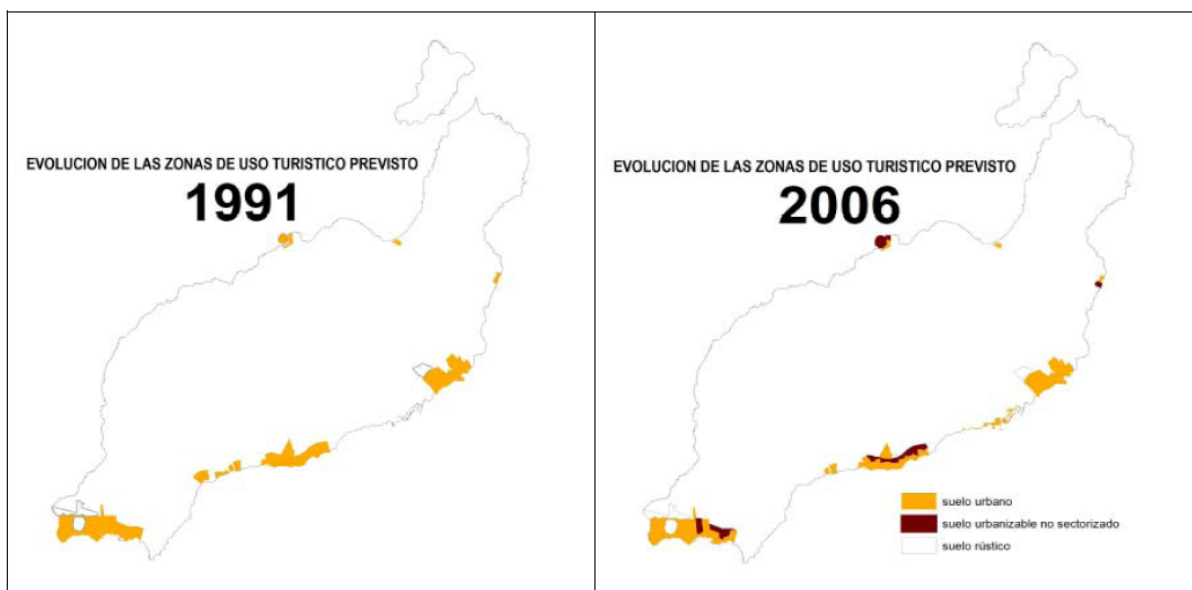 EVOLUCION DE LAS ZONAS DE USO TURISTICO PREVISTO
1991
EVOLUCION DE LAS ZONAS DE USO TURISTICO PREVISTO
2006
suelo urbano
suelo urbanizable no sectorizado
suelo rústico